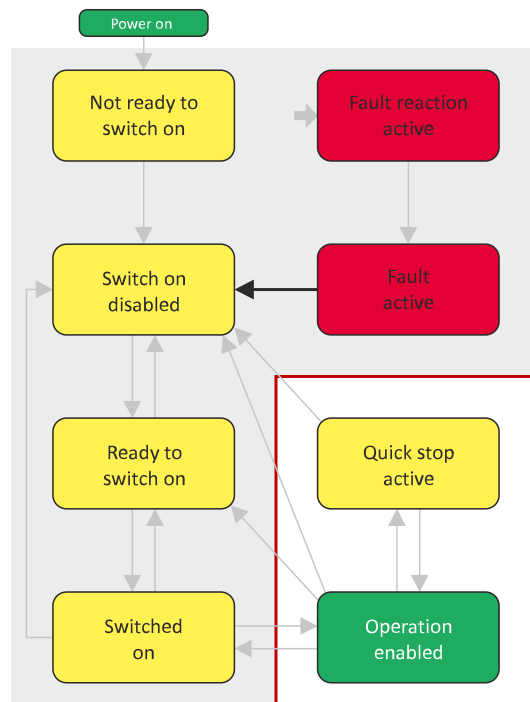 Power on
Not ready to
switch on
Fault reaction
active
Switch on
disabled
Fault
active
Ready to
switch on
Quick stop
active
Switched
on
Operation
enabled